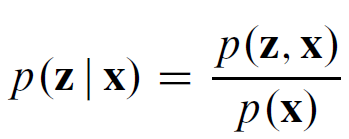 p(z | x) = p(z, x) / p(x)